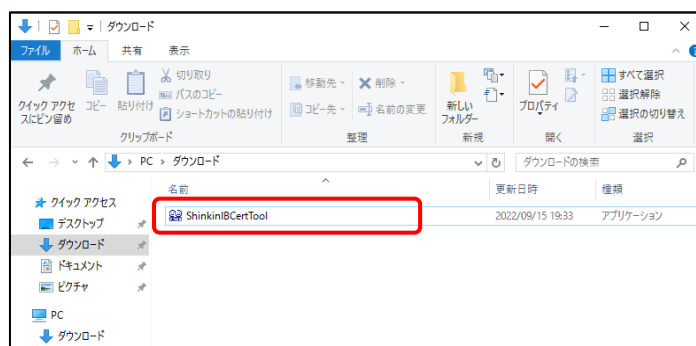 ダウンロード
ファイル ホーム 共有 表示
クイック アクセスにピン留め
コピー
貼り付け
切り取り
パスのコピー
ショートカットの貼り付け
クリップボード
移動先
コピー先
削除
名前の変更
整理
新しいフォルダー
新規
プロパティ
開く
すべて選択
選択解除
選択の切り替え
選択
PC › ダウンロード
ダウンロードの検索
名前 更新日時 種類
ShinkinIBCertTool 2022/09/15 19:33 アプリケーション
クイック アクセス
デスクトップ
ダウンロード
ドキュメント
ピクチャ
PC
ダウンロード